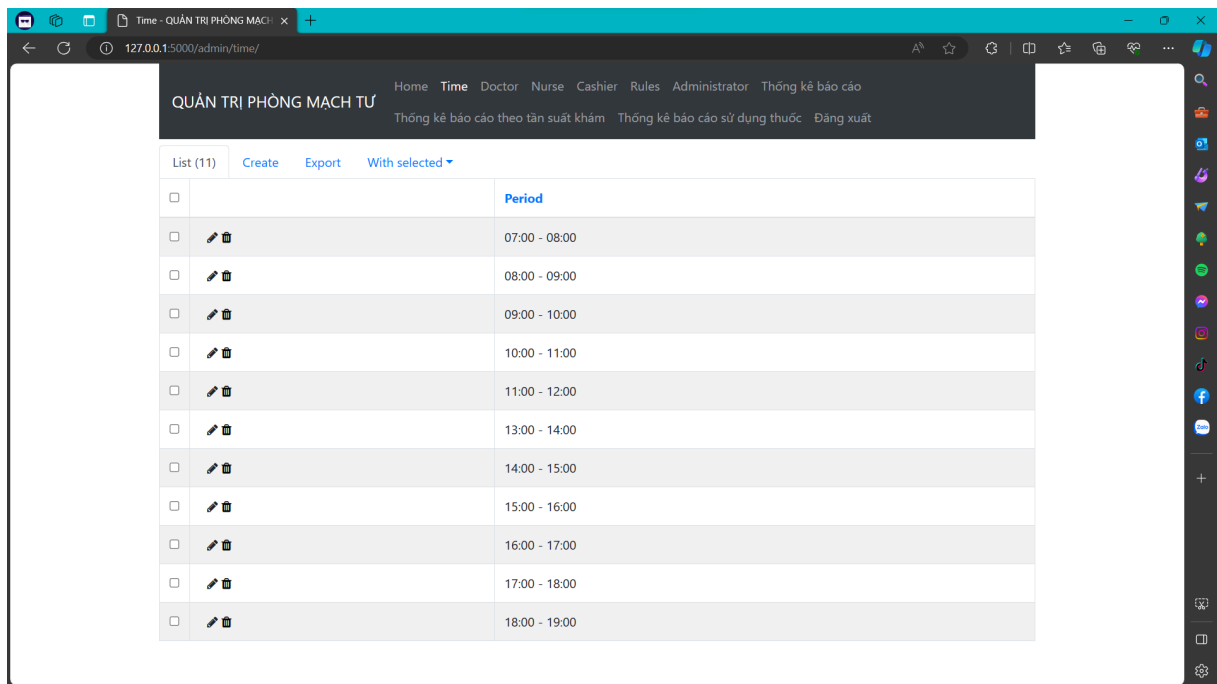 Time - QUẢN TRỊ PHÒNG MẠCH
127.0.0.1:5000/admin/time/
QUẢN TRỊ PHÒNG MẠCH TƯ
Home Time Doctor Nurse Cashier Rules Administrator Thống kê báo cáo
Thống kê báo cáo theo tần suất khám Thống kê báo cáo sử dụng thuốc Đăng xuất
List (11) Create Export With selected
Period
07:00 - 08:00
08:00 - 09:00
09:00 - 10:00
10:00 - 11:00
11:00 - 12:00
13:00 - 14:00
14:00 - 15:00
15:00 - 16:00
16:00 - 17:00
17:00 - 18:00
18:00 - 19:00
Zalo